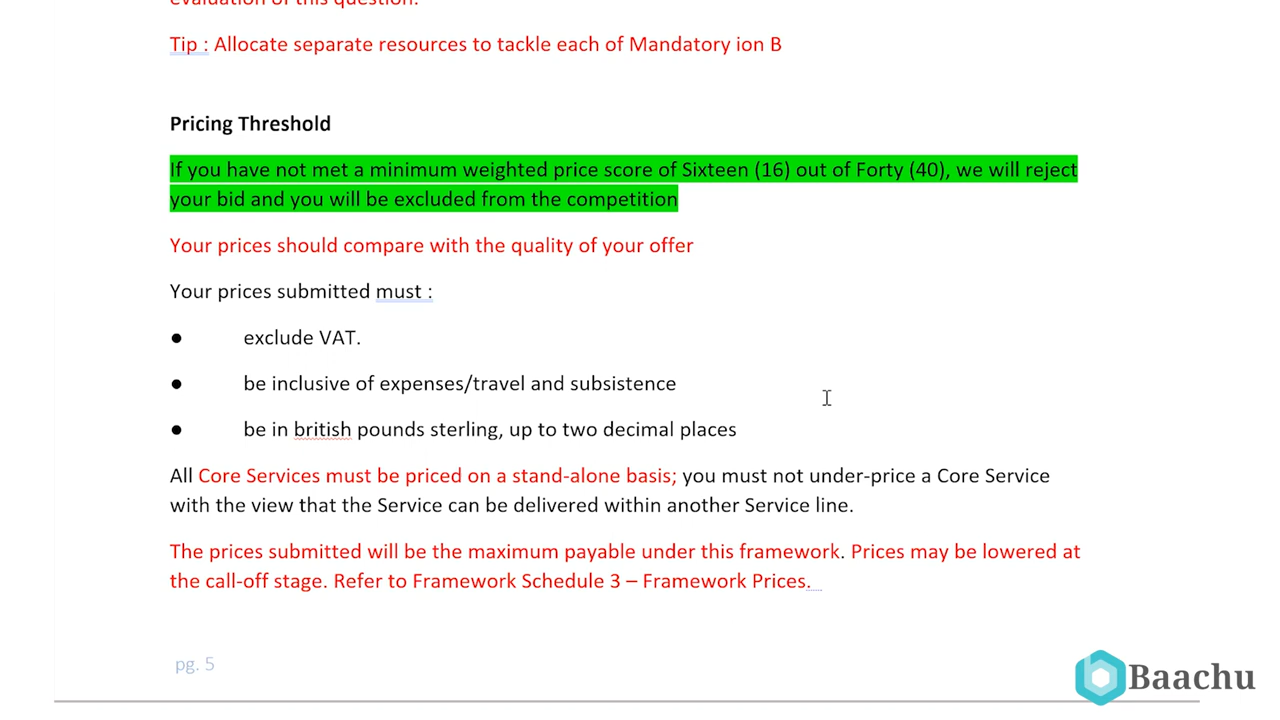 evaluation of this question.
Tip : Allocate separate resources to tackle each of Mandatory ion B
Pricing Threshold
If you have not met a minimum weighted price score of Sixteen (16) out of Forty (40), we will reject
your bid and you will be excluded from the competition
Your prices should compare with the quality of your offer
Your prices submitted must :
● exclude VAT.
● be inclusive of expenses/travel and subsistence
● be in british pounds sterling, up to two decimal places
All Core Services must be priced on a stand-alone basis; you must not under-price a Core Service
with the view that the Service can be delivered within another Service line.
The prices submitted will be the maximum payable under this framework. Prices may be lowered at
the call-off stage. Refer to Framework Schedule 3 – Framework Prices.
pg. 5
Baachu